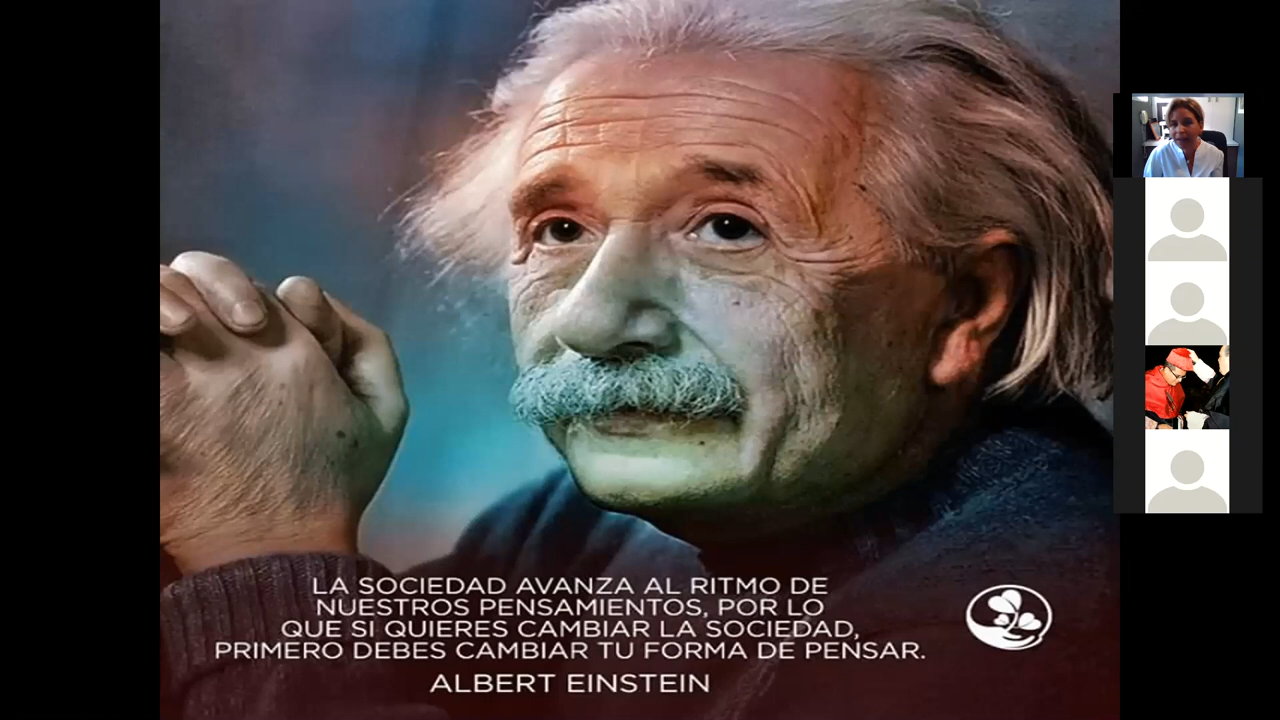 LA SOCIEDAD AVANZA AL RITMO DE
NUESTROS PENSAMIENTOS, POR LO
QUE SI QUIERES CAMBIAR LA SOCIEDAD,
PRIMERO DEBES CAMBIAR TU FORMA DE PENSAR.
ALBERT EINSTEIN